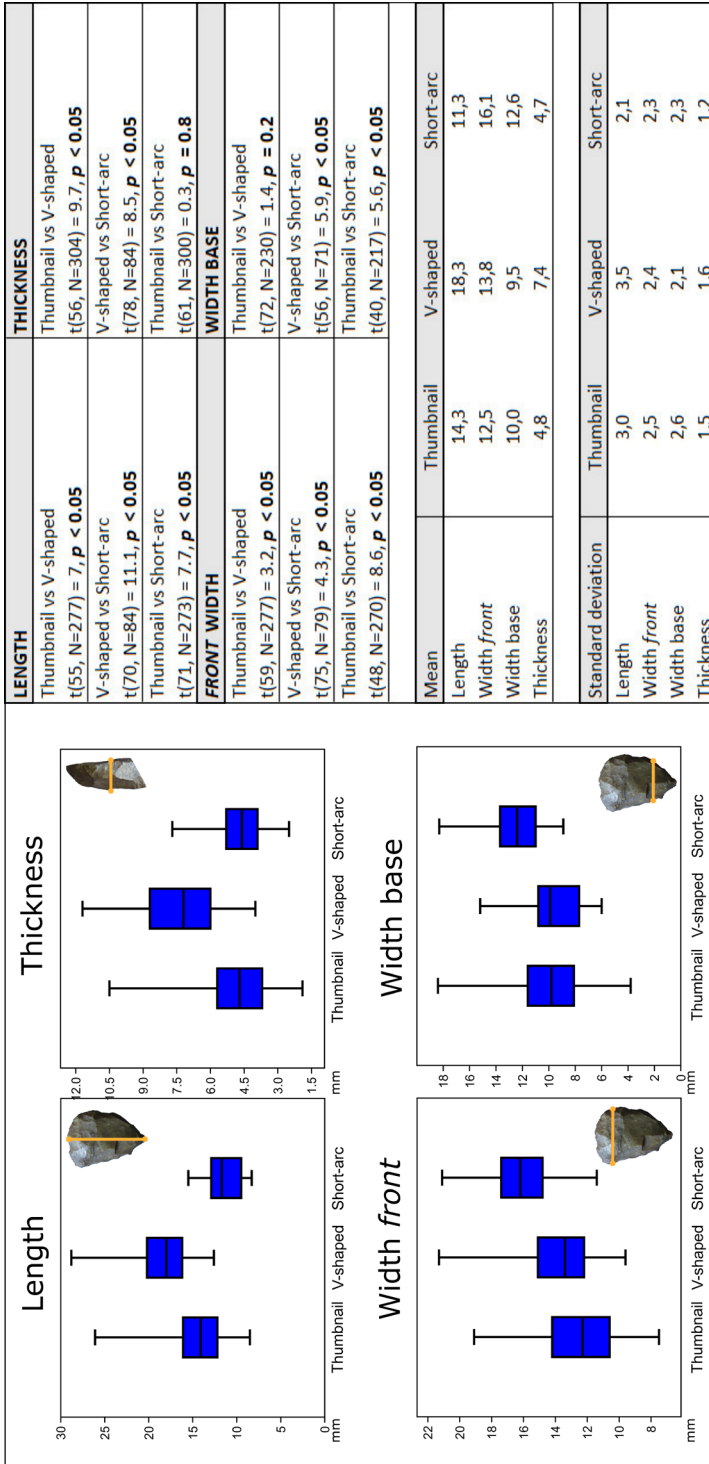 Length
30
20
15
10
5
0
mm
Thumbnail V-shaped Short-arc
Thickness
12.0
10.5
9.0
7.5
6.0
4.5
3.0
1.5
mm
Thumbnail V-shaped Short-arc
Width front
22
20
18
16
14
12
10
8
mm
Thumbnail V-shaped Short-arc
Width base
18
16
14
12
10
8
6
4
2
0
mm
Thumbnail V-shaped Short-arc
LENGTH THICKNESS
Thumbnail vs V-shaped Thumbnail vs V-shaped
t(55, N=277) = 7, p < 0.05 t(56, N=304) = 9.7, p < 0.05
V-shaped vs Short-arc V-shaped vs Short-arc
t(70, N=84) = 11.1, p < 0.05 t(78, N=84) = 8.5, p < 0.05
Thumbnail vs Short-arc Thumbnail vs Short-arc
t(71, N=273) = 7.7, p < 0.05 t(61, N=300) = 0.3, p = 0.8
FRONT WIDTH WIDTH BASE
Thumbnail vs V-shaped Thumbnail vs V-shaped
t(59, N=277) = 3.2, p < 0.05 t(72, N=230) = 1.4, p = 0.2
V-shaped vs Short-arc V-shaped vs Short-arc
t(75, N=79) = 4.3, p < 0.05 t(56, N=71) = 5.9, p < 0.05
Thumbnail vs Short-arc Thumbnail vs Short-arc
t(48, N=270) = 8.6, p < 0.05 t(40, N=217) = 5.6, p < 0.05
Mean Thumbnail V-shaped Short-arc
Length 14,3 18,3 11,3
Width front 12,5 13,8 16,1
Width base 10,0 9,5 12,6
Thickness 4,8 7,4 4,7
Standard deviation Thumbnail V-shaped Short-arc
Length 3,0 3,5 2,1
Width front 2,5 2,4 2,3
Width base 2,6 2,1 2,3
Thickness 1,5 1,6 1,2